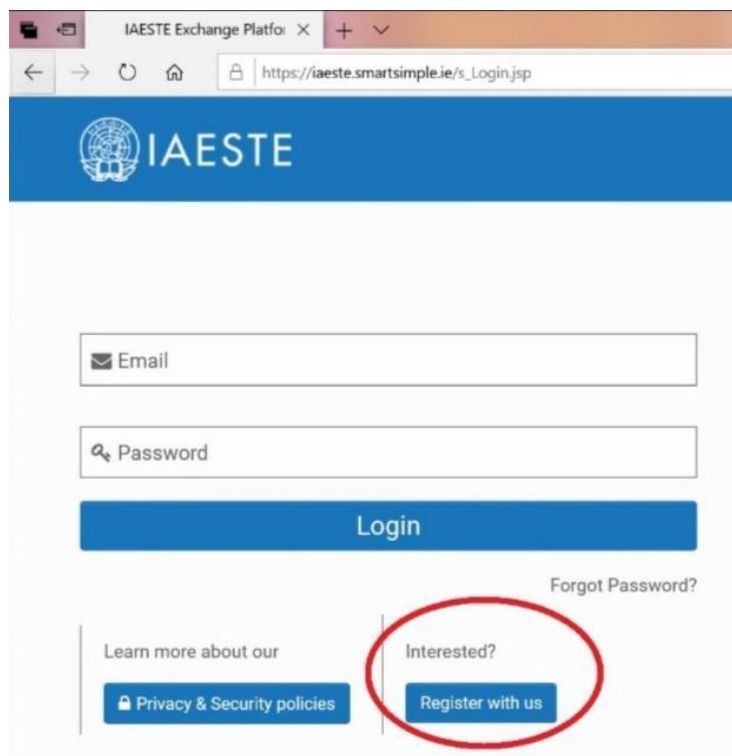 IAESTE Exchange Platfo
https://iaeste.smartsimple.ie/s_Login.jsp
IAESTE
Email
Password
Login
Forgot Password?
Learn more about our
Interested?
Privacy & Security policies
Register with us